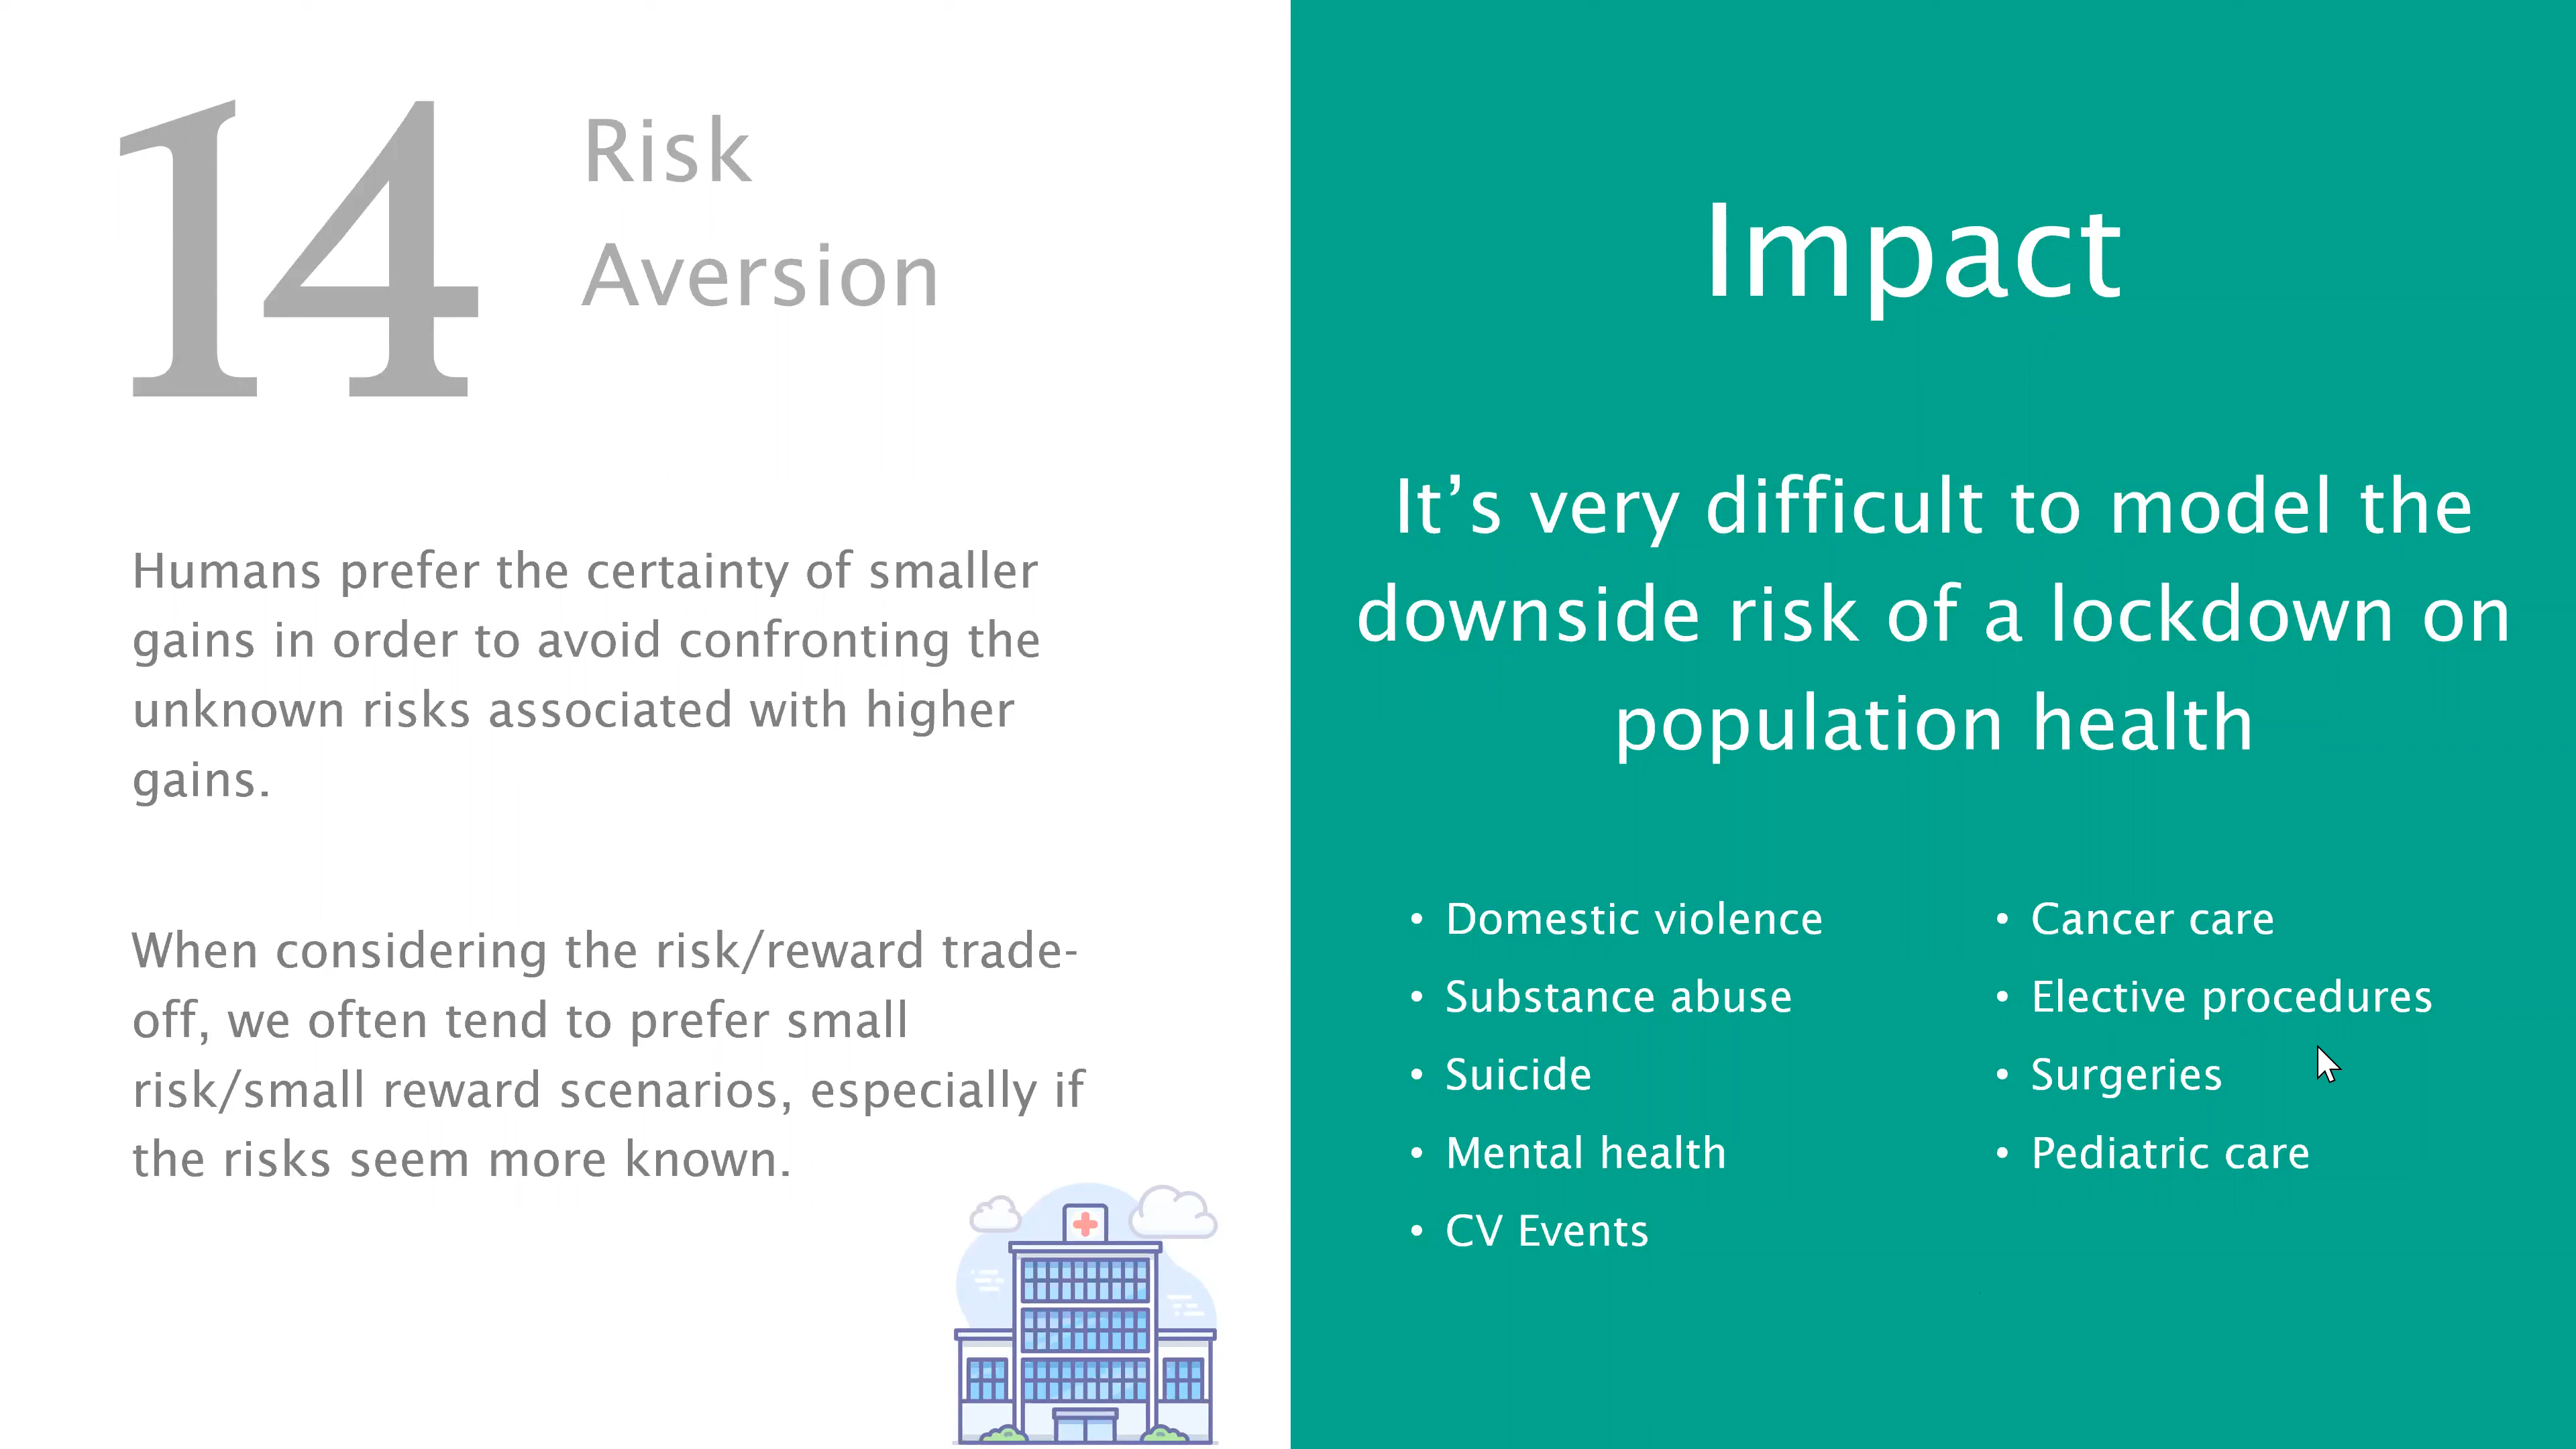 14
Risk
Aversion
Humans prefer the certainty of smaller
gains in order to avoid confronting the
unknown risks associated with higher
gains.
When considering the risk/reward trade-
off, we often tend to prefer small
risk/small reward scenarios, especially if
the risks seem more known.
Impact
It’s very difficult to model the
downside risk of a lockdown on
population health
• Domestic violence
• Substance abuse
• Suicide
• Mental health
• CV Events
• Cancer care
• Elective procedures
• Surgeries
• Pediatric care